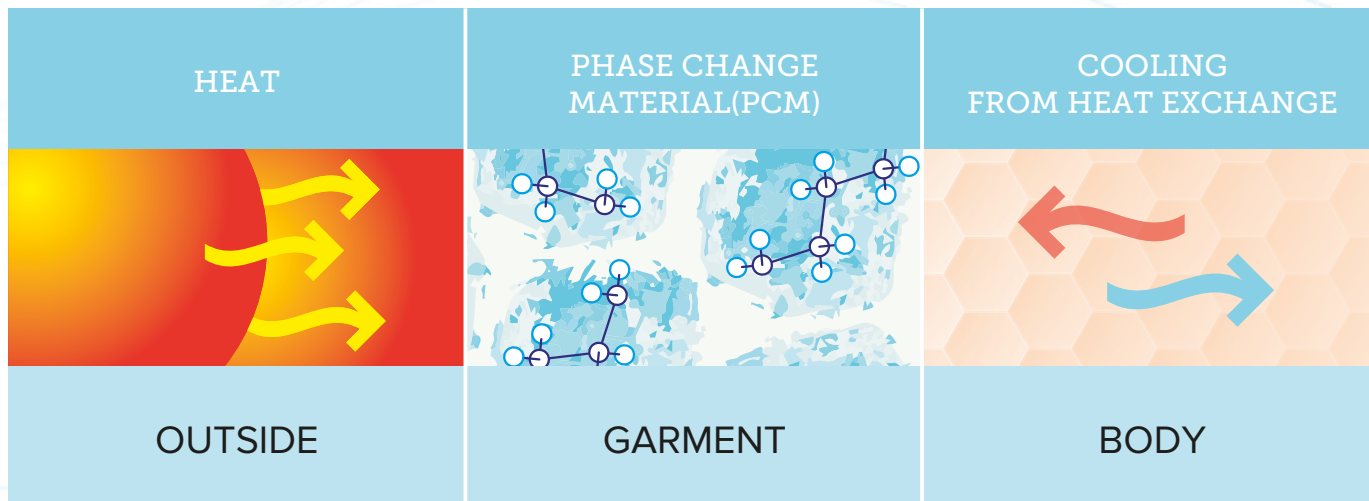 HEAT
PHASE CHANGE
MATERIAL(PCM)
COOLING
FROM HEAT EXCHANGE
OUTSIDE
GARMENT
BODY